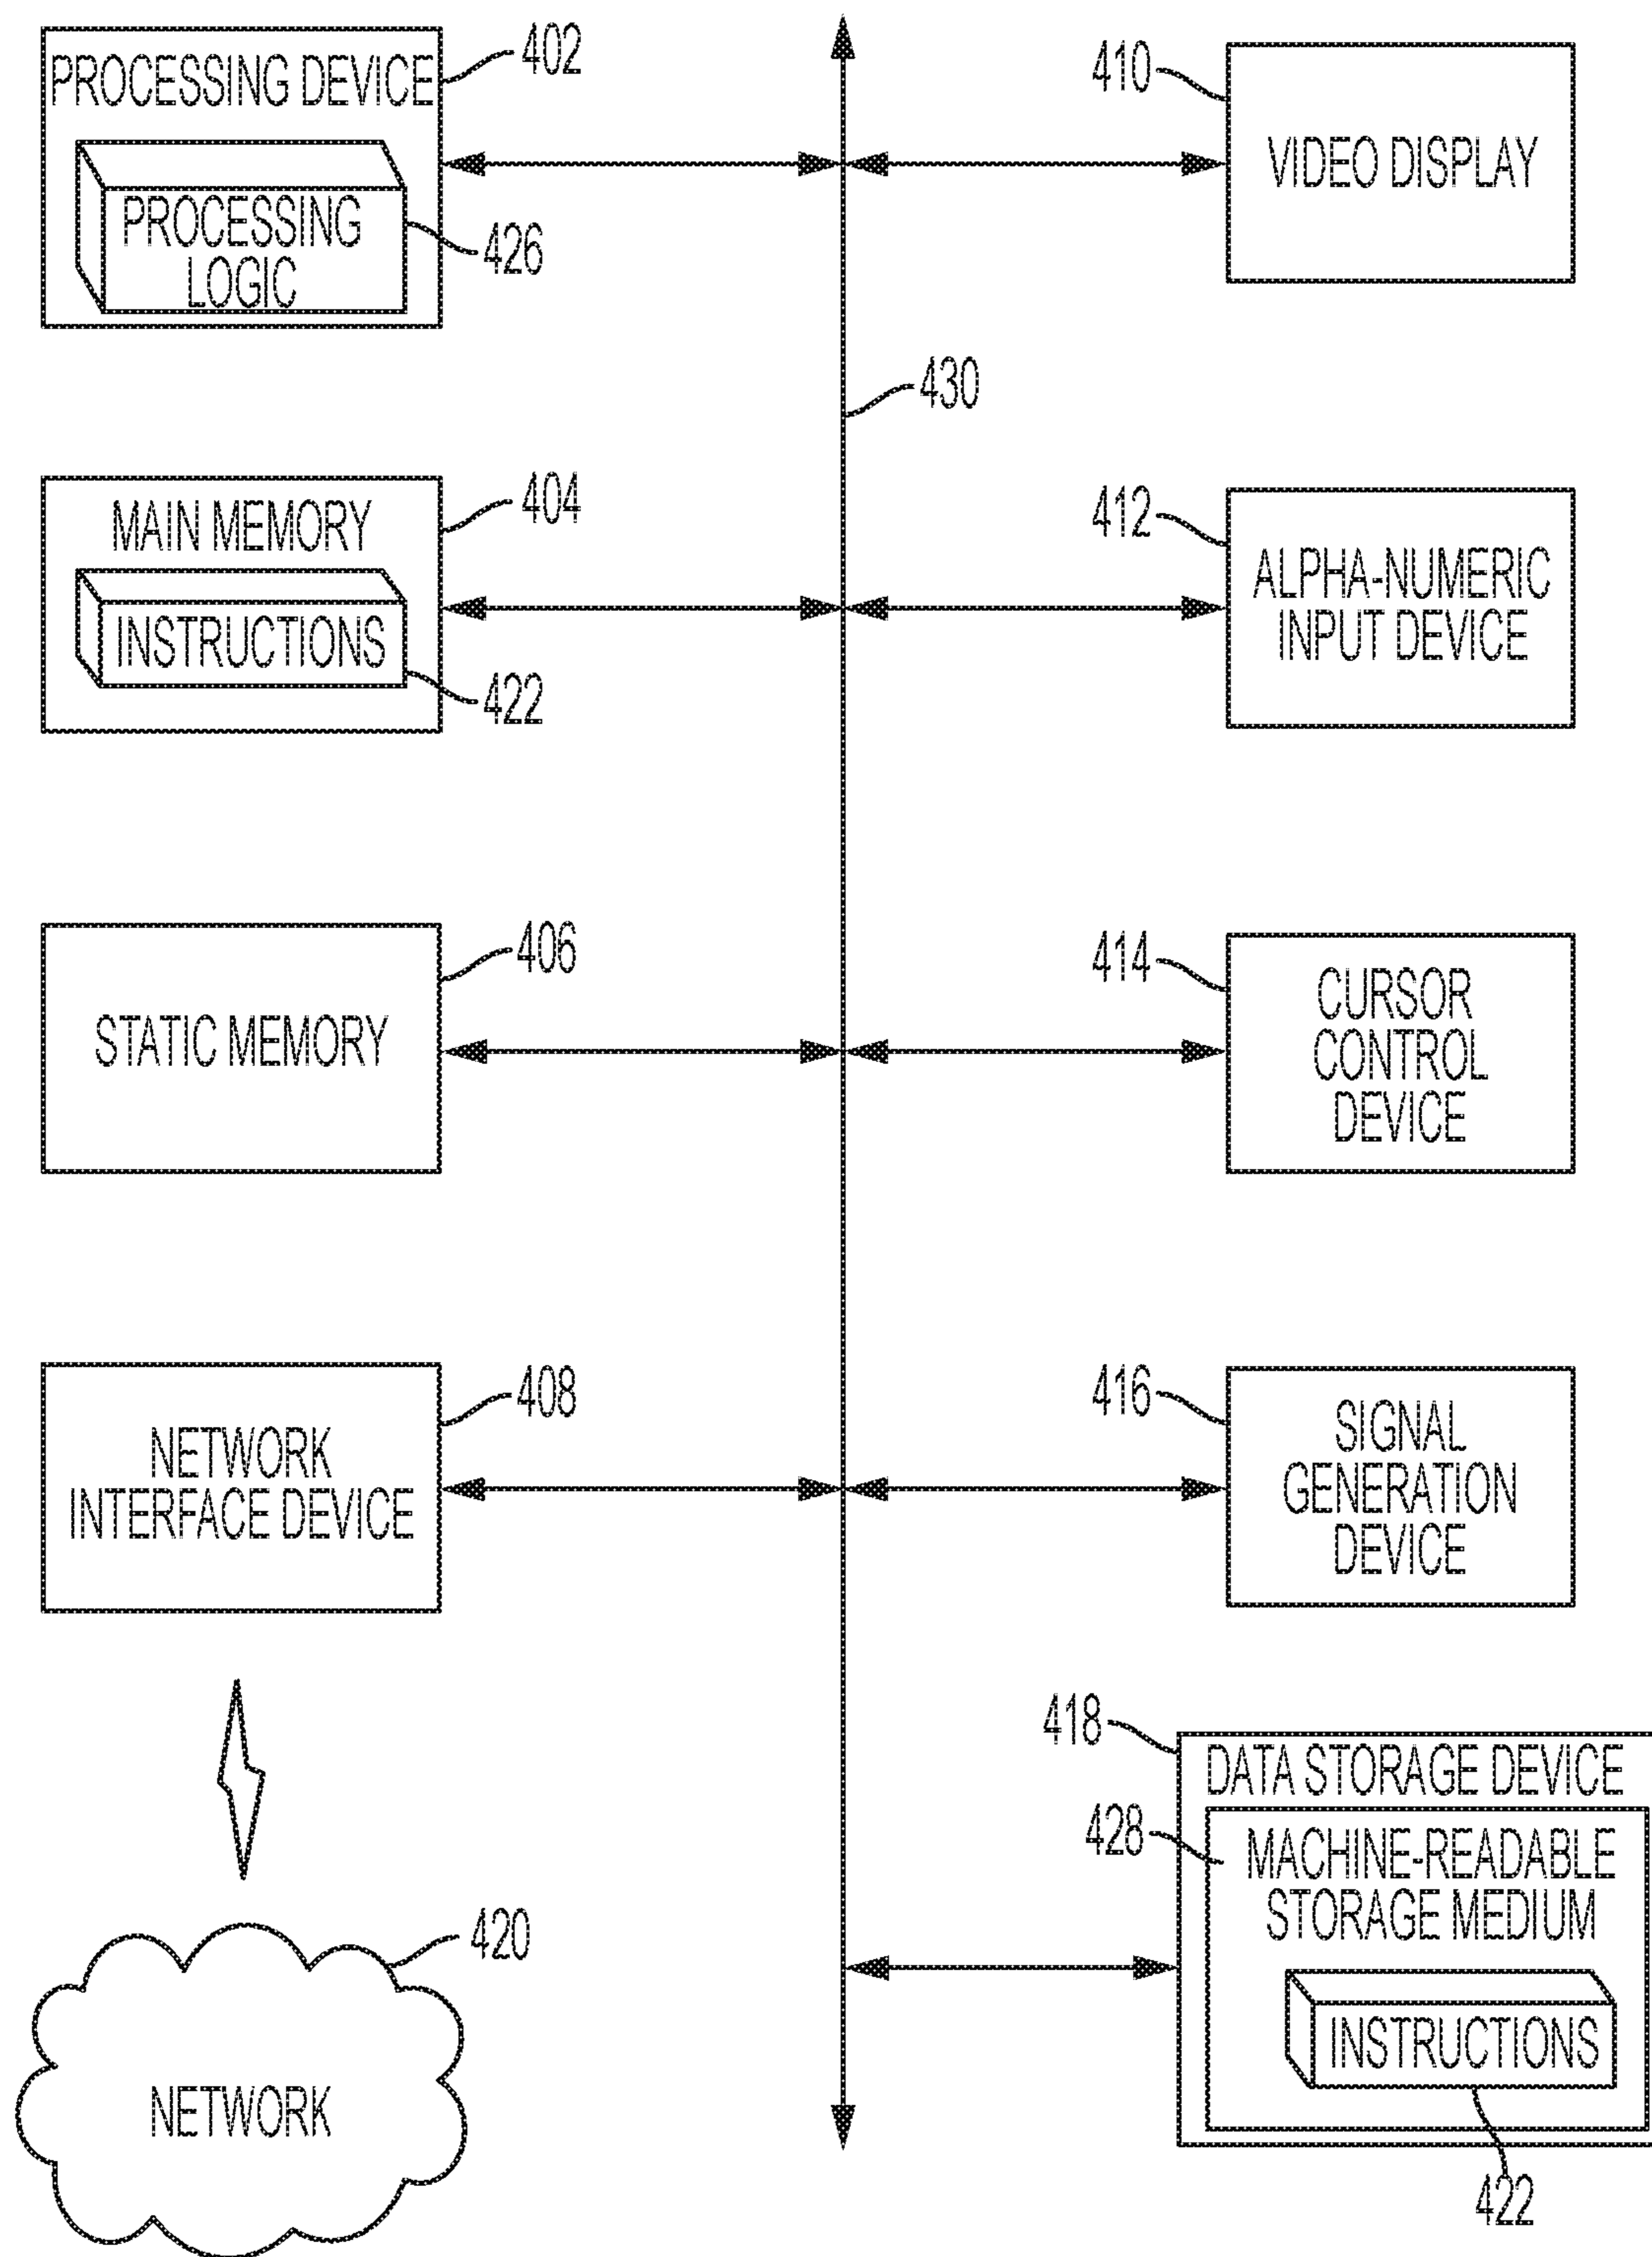 PROCESSING DEVICE
402
PROCESSING
LOGIC
426
410
VIDEO DISPLAY
430
MAIN MEMORY
404
INSTRUCTIONS
422
412
ALPHA-NUMERIC
INPUT DEVICE
STATIC MEMORY
406
414
CURSOR
CONTROL
DEVICE
NETWORK
INTERFACE DEVICE
408
416
SIGNAL
GENERATION
DEVICE
418
DATA STORAGE DEVICE
428
MACHINE-READABLE
STORAGE MEDIUM
INSTRUCTIONS
422
420
NETWORK